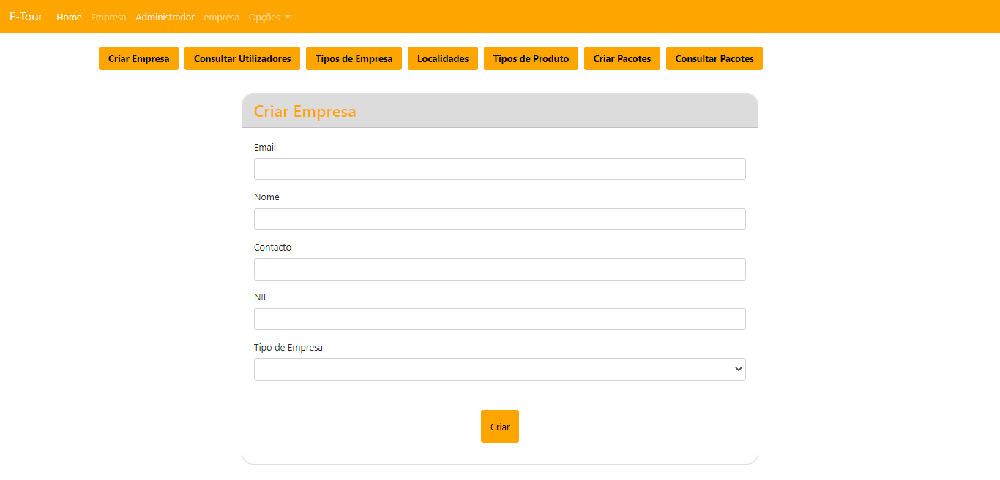 E-Tour Home Empresa Administrador empresa Opções
Criar Empresa Consultar Utilizadores Tipos de Empresa Localidades Tipos de Produto Criar Pacotes Consultar Pacotes
Criar Empresa
Email
Nome
Contacto
NIF
Tipo de Empresa
Criar